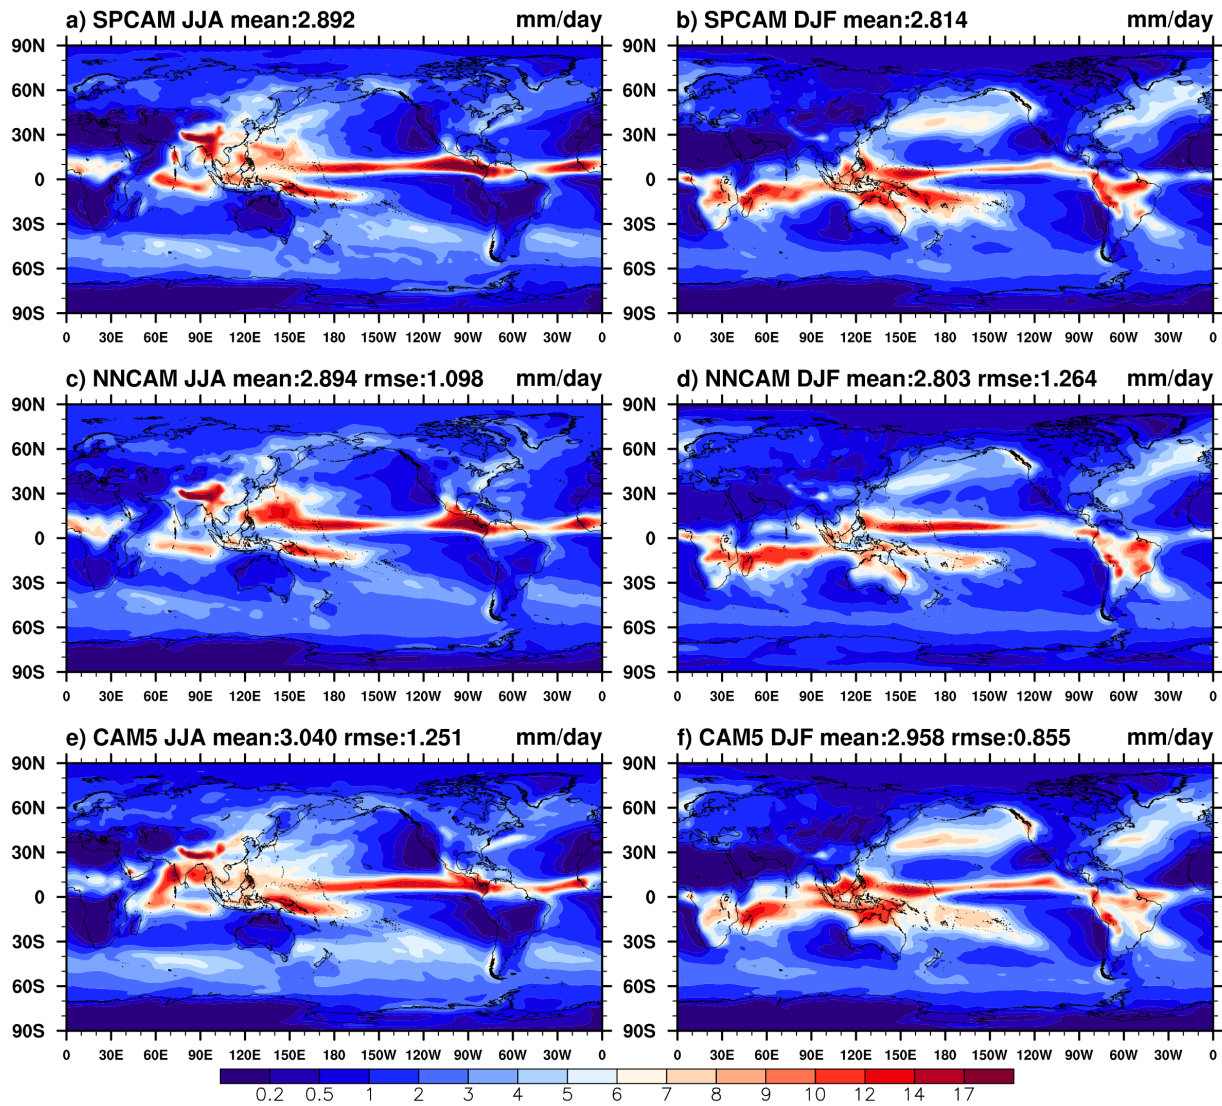 a) SPCAM JJA mean:2.892 mm/day
b) SPCAM DJF mean:2.814 mm/day
90N 60N 30N 0 30S 60S 90S
0 30E 60E 90E 120E 150E 180 150W 120W 90W 60W 30W 0
90N 60N 30N 0 30S 60S 90S
0 30E 60E 90E 120E 150E 180 150W 120W 90W 60W 30W 0
c) NNCAM JJA mean:2.894 rmse:1.098 mm/day
d) NNCAM DJF mean:2.803 rmse:1.264 mm/day
90N 60N 30N 0 30S 60S 90S
0 30E 60E 90E 120E 150E 180 150W 120W 90W 60W 30W 0
90N 60N 30N 0 30S 60S 90S
0 30E 60E 90E 120E 150E 180 150W 120W 90W 60W 30W 0
e) CAM5 JJA mean:3.040 rmse:1.251 mm/day
f) CAM5 DJF mean:2.958 rmse:0.855 mm/day
90N 60N 30N 0 30S 60S 90S
0 30E 60E 90E 120E 150E 180 150W 120W 90W 60W 30W 0
90N 60N 30N 0 30S 60S 90S
0 30E 60E 90E 120E 150E 180 150W 120W 90W 60W 30W 0
0.2 0.5 1 2 3 4 5 6 7 8 9 10 12 14 17